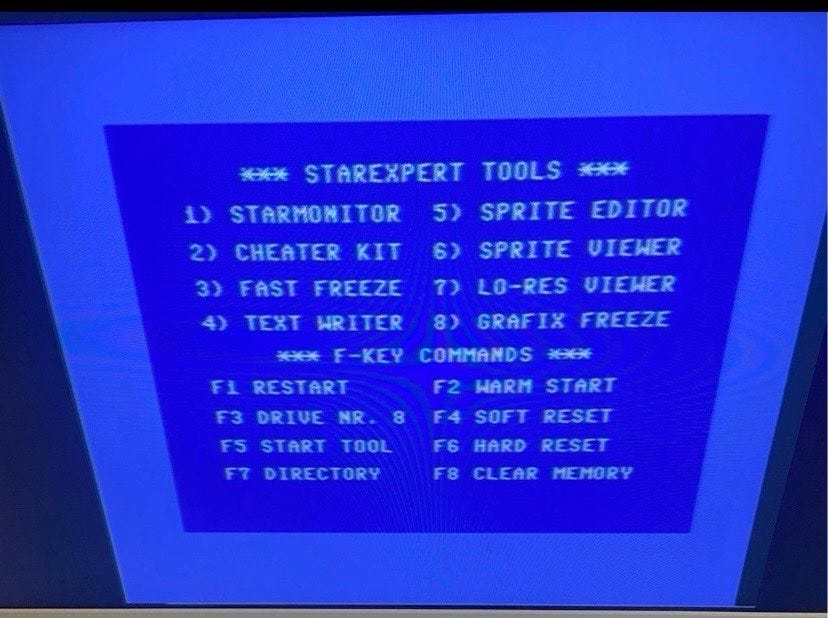 *** STAREXPERT TOOLS ***
1) STARMONITOR 5) SPRITE EDITOR
2) CHEATER KIT 6) SPRITE VIEWER
3) FAST FREEZE 7) LO-RES VIEWER
4) TEXT WRITER 8) GRAFIX FREEZE
*** F-KEY COMMANDS ***
F1 RESTART F2 WARM START
F3 DRIVE NR. 8 F4 SOFT RESET
F5 START TOOL F6 HARD RESET
F7 DIRECTORY F8 CLEAR MEMORY